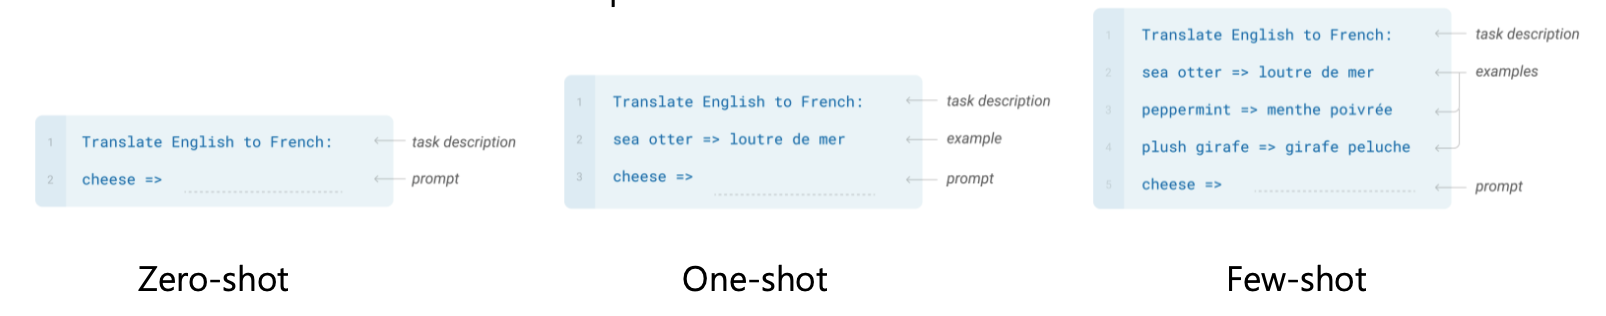 1 Translate English to French: task description
2 cheese => prompt
Zero-shot
1 Translate English to French: task description
2 sea otter => loutre de mer example
3 cheese => prompt
One-shot
1 Translate English to French: task description
2 sea otter => loutre de mer examples
3 peppermint => menthe poivrée
4 plush girafe => girafe peluche
5 cheese => prompt
Few-shot